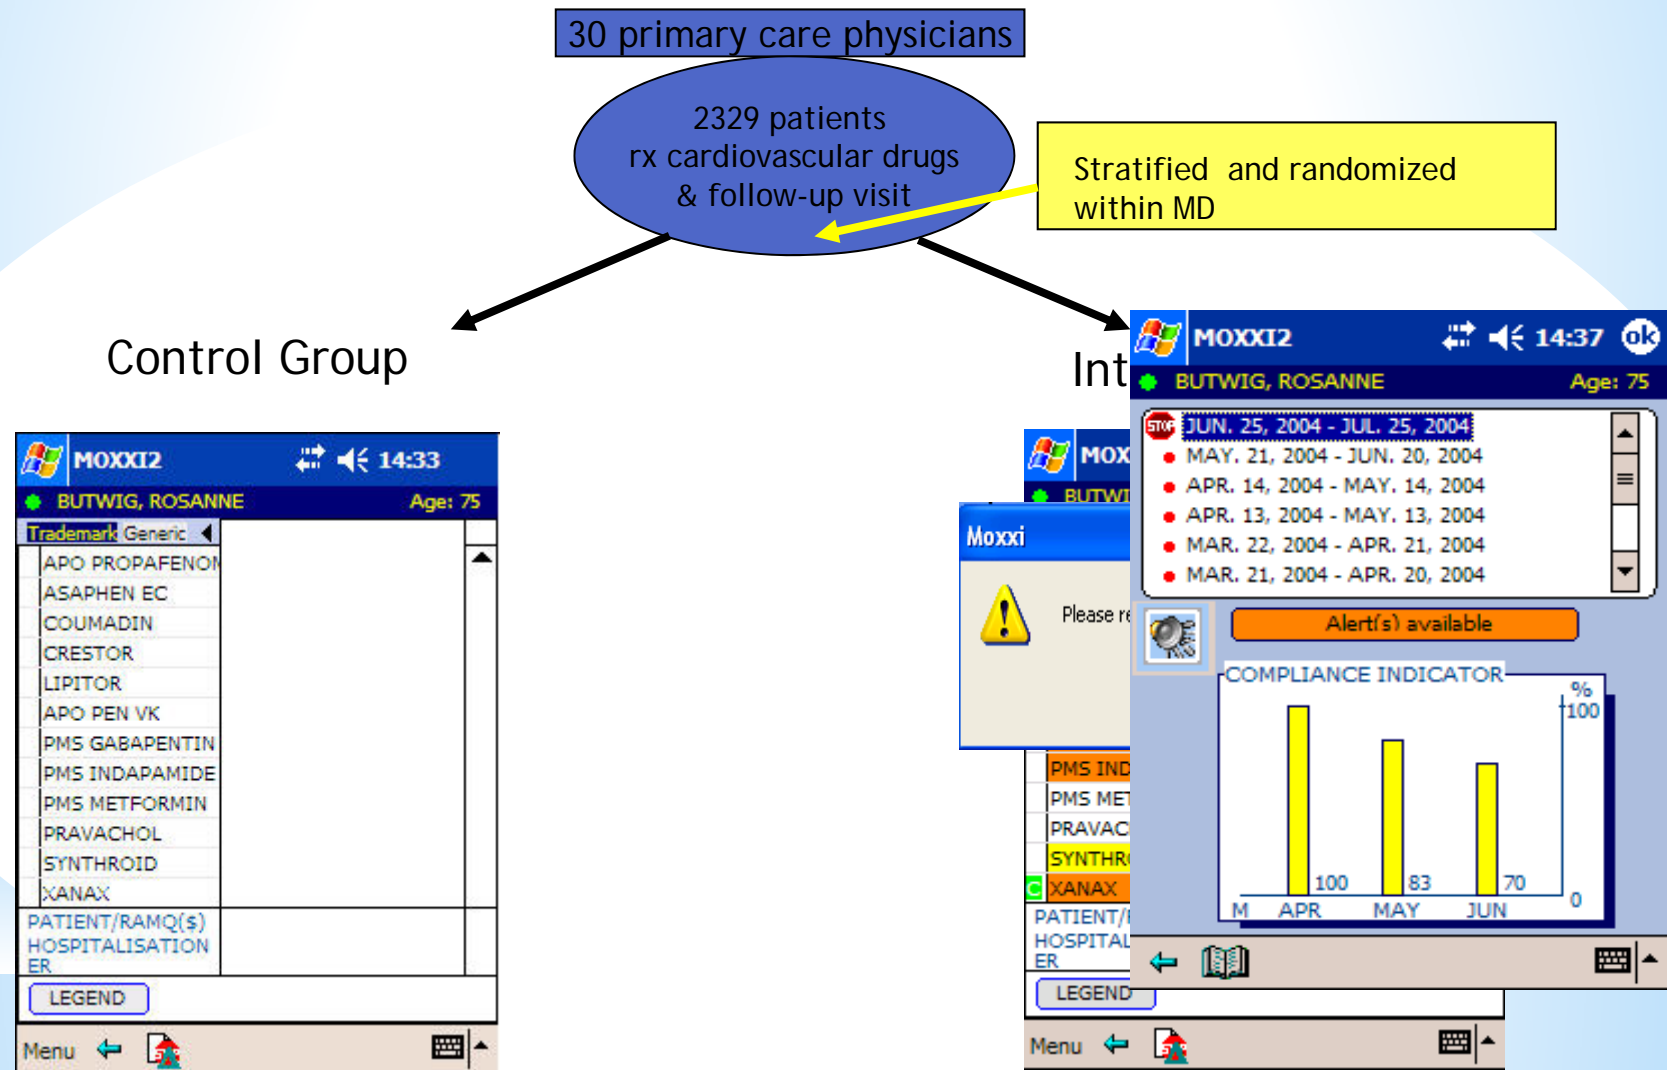 30 primary care physicians
2329 patients
rx cardiovascular drugs
& follow-up visit
Stratified and randomized
within MD
Control Group
MOXXI2 14:33
BUTWIG, ROSANNE Age: 75
Trademark Generic
APO PROPAFENON
ASAPHEN EC
COUMADIN
CRESTOR
LIPITOR
APO PEN VK
PMS GABAPENTIN
PMS INDAPAMIDE
PMS METFORMIN
PRAVACHOL
SYNTHROID
XANAX
PATIENT/RAMQ($)
HOSPITALISATION
ER
LEGEND
Menu
Int
MOX
BUTWI
Moxxi
Please re
PMS IND
PMS MET
PRAVAC
SYNTHR
C XANAX
PATIENT/
HOSPITAL
ER
LEGEND
Menu
MOXXI2 14:37 ok
BUTWIG, ROSANNE Age: 75
STOP JUN. 25, 2004 - JUL. 25, 2004
MAY. 21, 2004 - JUN. 20, 2004
APR. 14, 2004 - MAY. 14, 2004
APR. 13, 2004 - MAY. 13, 2004
MAR. 22, 2004 - APR. 21, 2004
MAR. 21, 2004 - APR. 20, 2004
Alert(s) available
COMPLIANCE INDICATOR
%
100
100 83 70
0
M APR MAY JUN